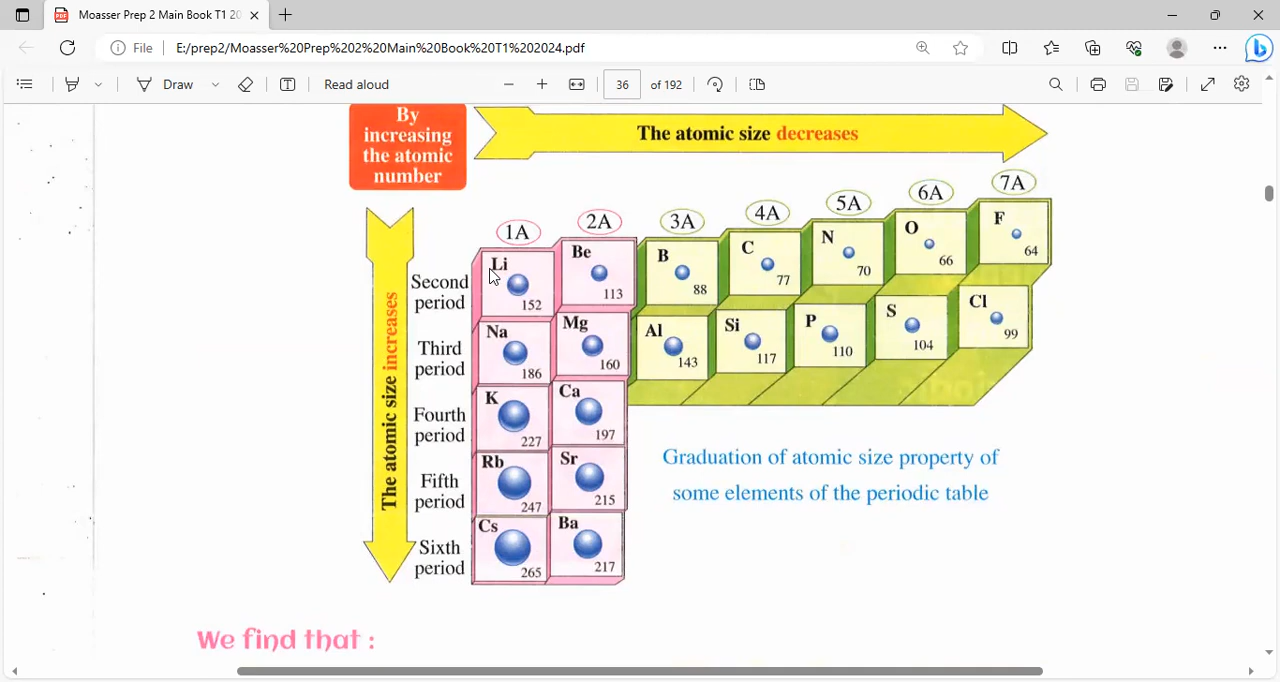 Moasser Prep 2 Main Book T1 20
File
E:/prep2/Moasser%20Prep%202%20Main%20Book%20T1%202024.pdf
Draw
Read aloud
36
of 192
By
increasing
the atomic
number
The atomic size decreases
The atomic size increases
1A
2A
3A
4A
5A
6A
7A
Second
period
Li
152
Be
113
B
88
C
77
N
70
O
66
F
64
Third
period
Na
186
Mg
160
Al
143
Si
117
P
110
S
104
Cl
99
Fourth
period
K
227
Ca
197
Fifth
period
Rb
247
Sr
215
Sixth
period
Cs
265
Ba
217
Graduation of atomic size property of
some elements of the periodic table
We find that :